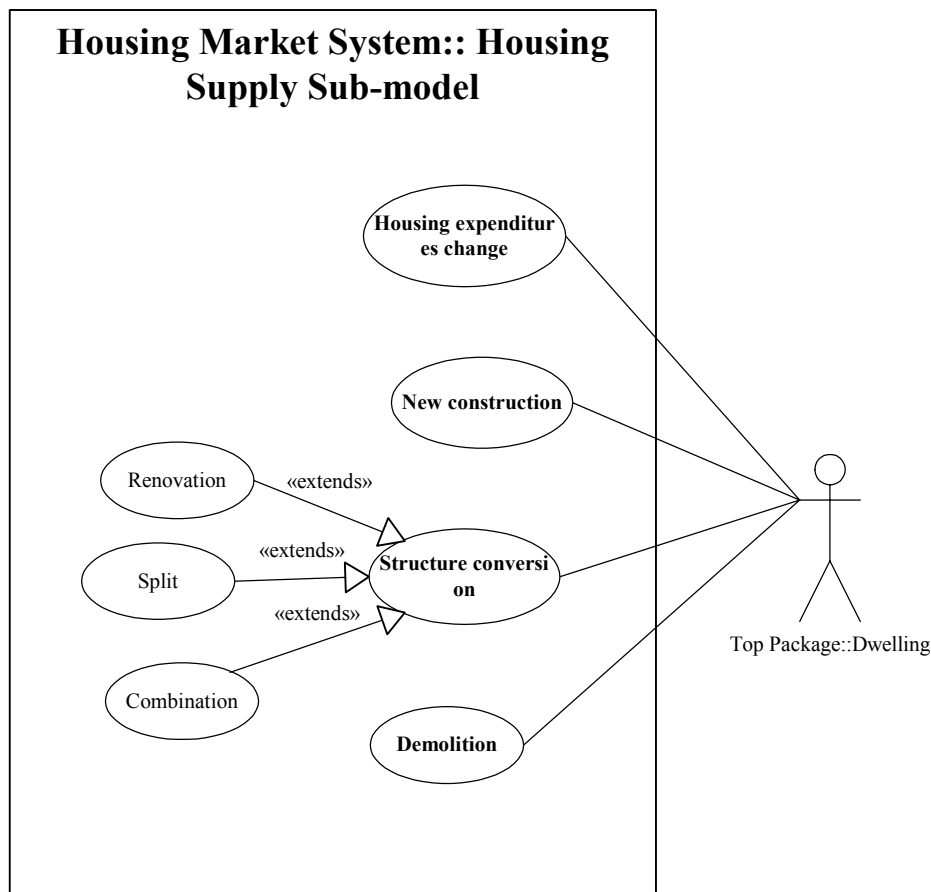 Housing Market System:: Housing
Supply Sub-model
Housing expenditur
es change
New construction
Renovation
«extends»
«extends»
Split
Structure conversi
on
«extends»
Combination
Demolition
Top Package::Dwelling